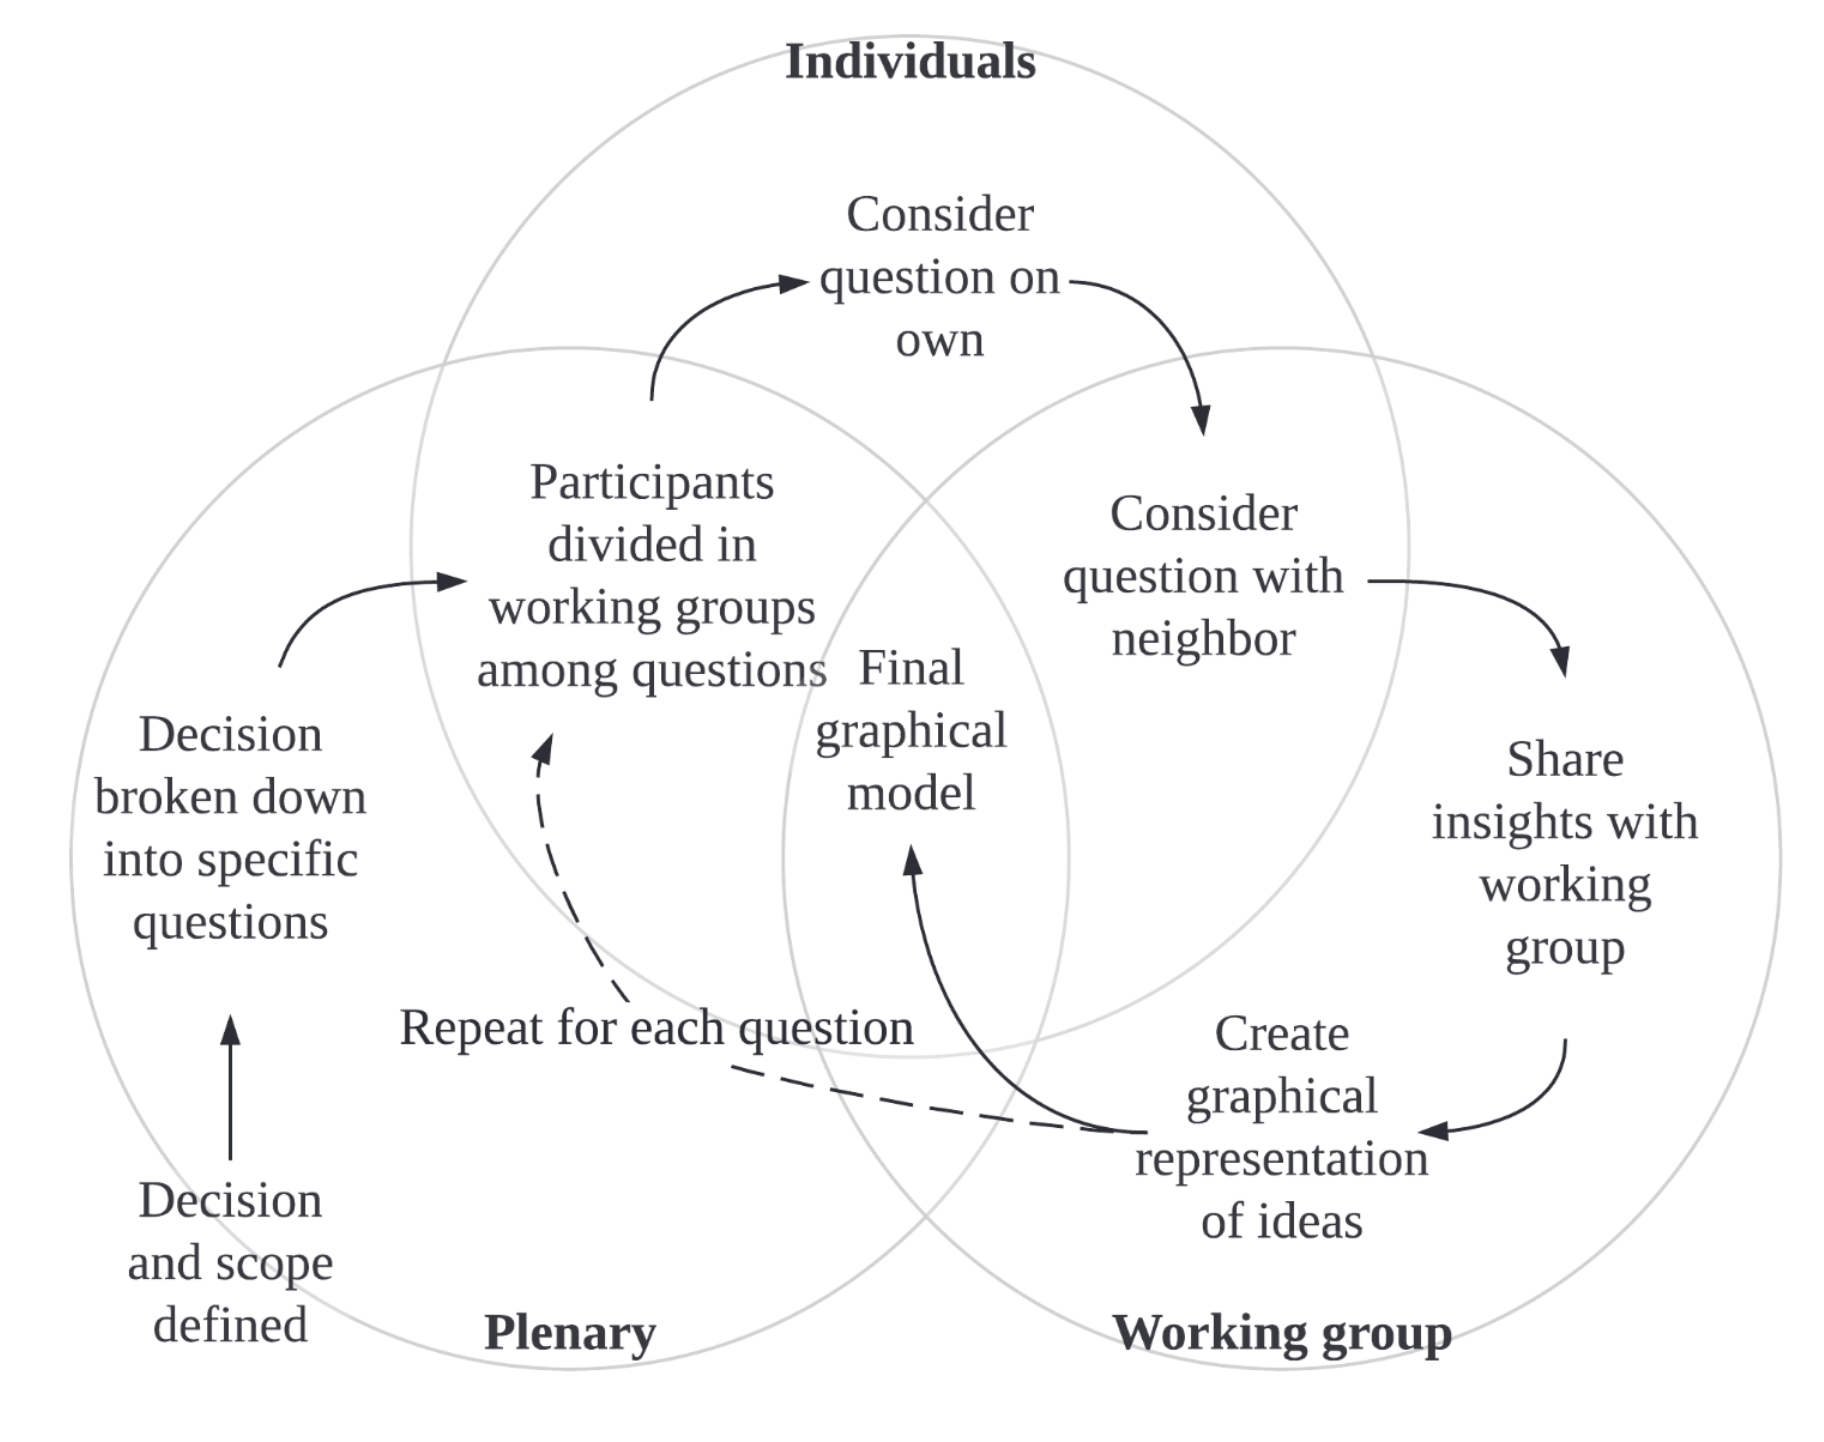 Individuals
Consider
question on
own
Participants
divided in
working groups
among questions
Consider
question with
neighbor
Final
graphical
model
Decision
broken down
into specific
questions
Share
insights with
working
group
Repeat for each question
Create
graphical
representation
of ideas
Decision
and scope
defined
Plenary
Working group